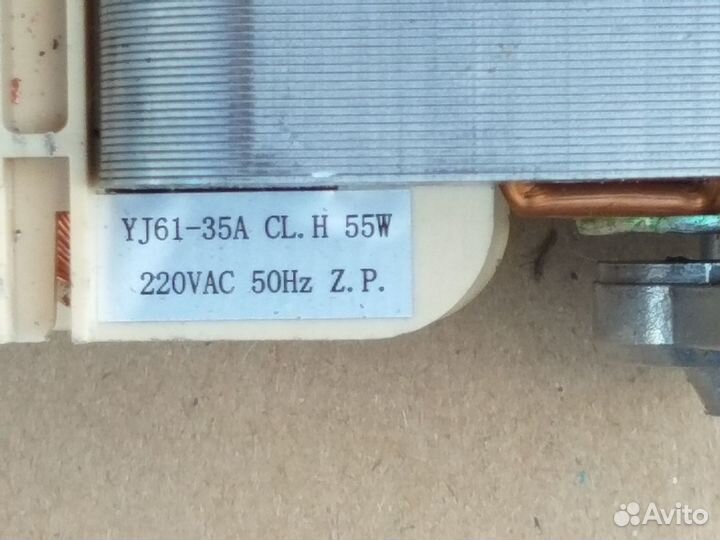 YJ61-35A CL.H 55W
220VAC 50Hz Z.P.
Avito